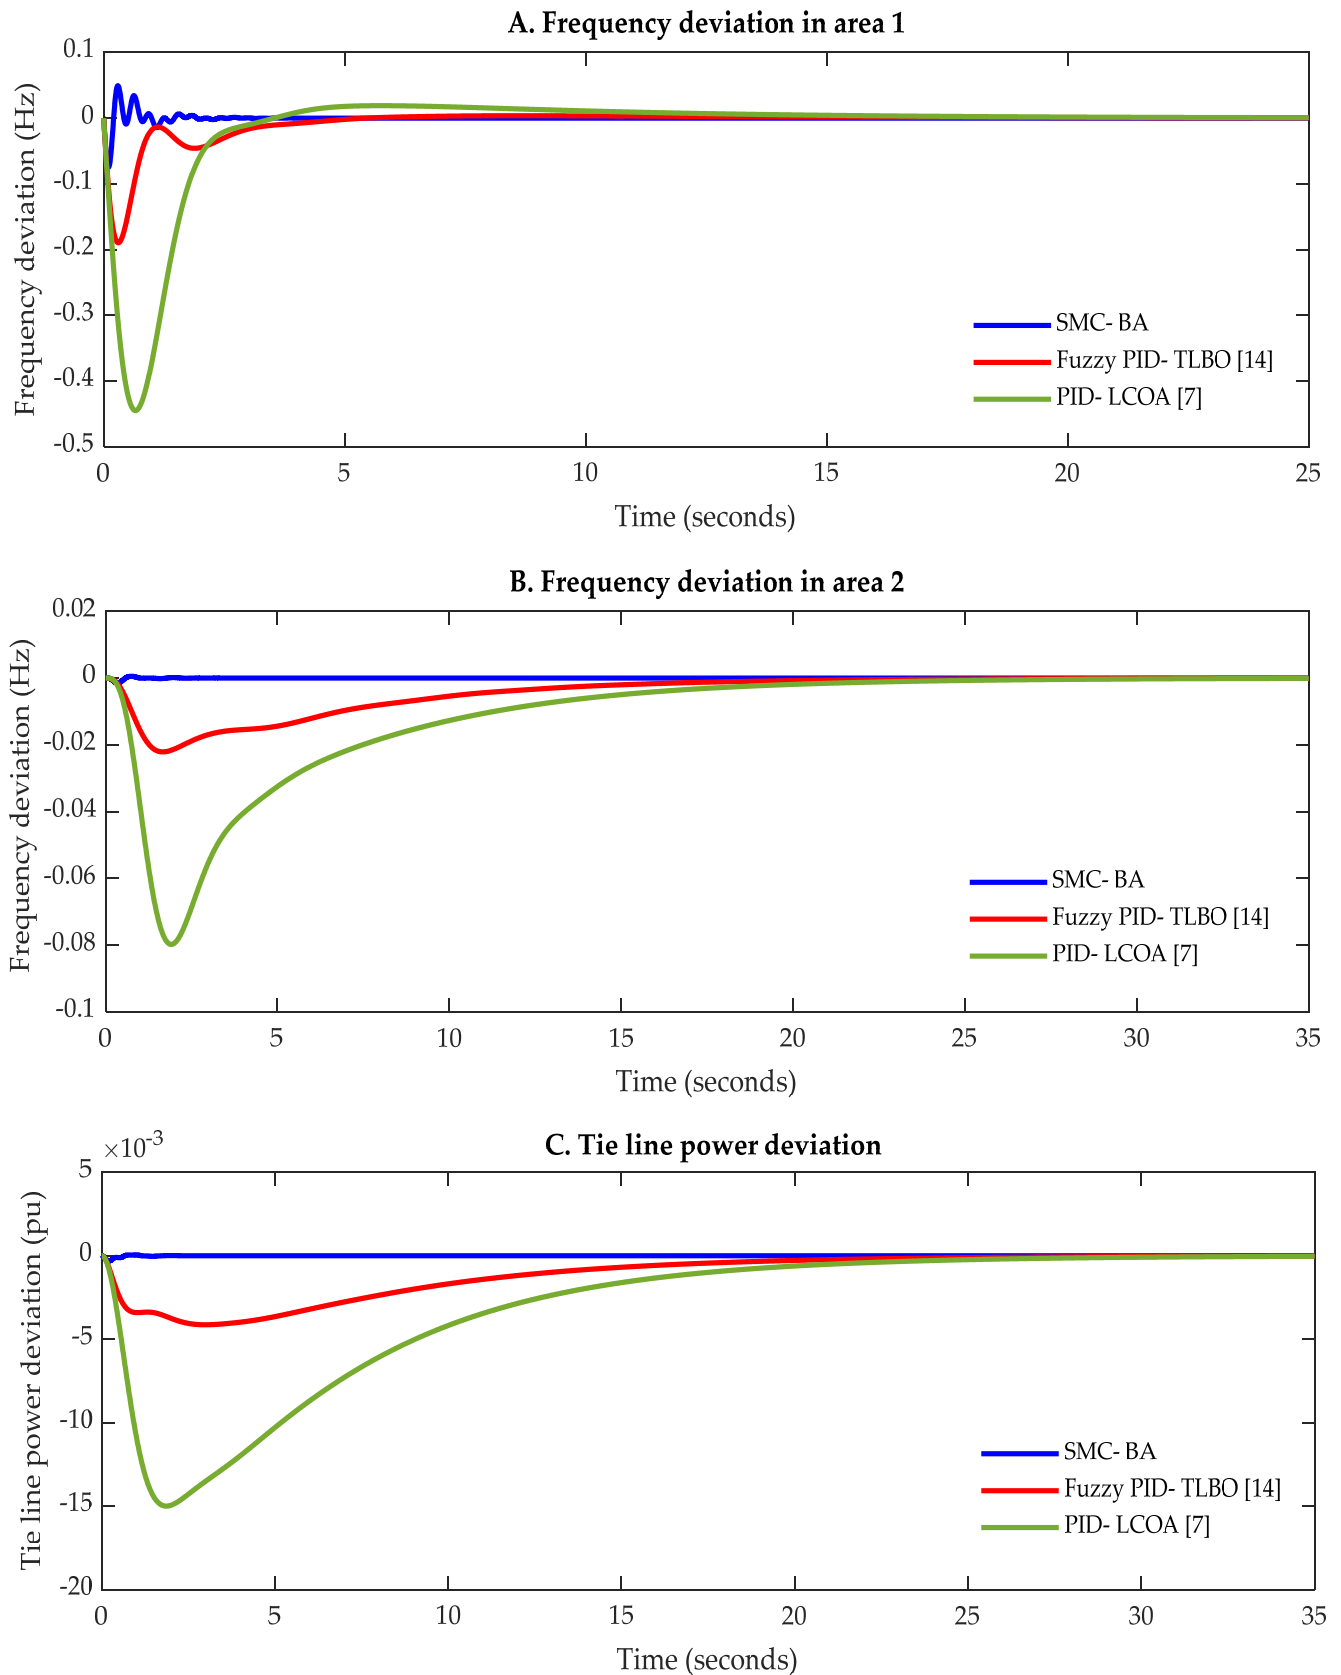 A. Frequency deviation in area 1
0.1
0
-0.1
-0.2
-0.3
-0.4
-0.5
Frequency deviation (Hz)
SMC- BA
Fuzzy PID- TLBO [14]
PID- LCOA [7]
0 5 10 15 20 25
Time (seconds)
B. Frequency deviation in area 2
0.02
0
-0.02
-0.04
-0.06
-0.08
-0.1
Frequency deviation (Hz)
SMC- BA
Fuzzy PID- TLBO [14]
PID- LCOA [7]
0 5 10 15 20 25 30 35
Time (seconds)
C. Tie line power deviation
×10-3
5
0
-5
-10
-15
-20
Tie line power deviation (pu)
SMC- BA
Fuzzy PID- TLBO [14]
PID- LCOA [7]
0 5 10 15 20 25 30 35
Time (seconds)